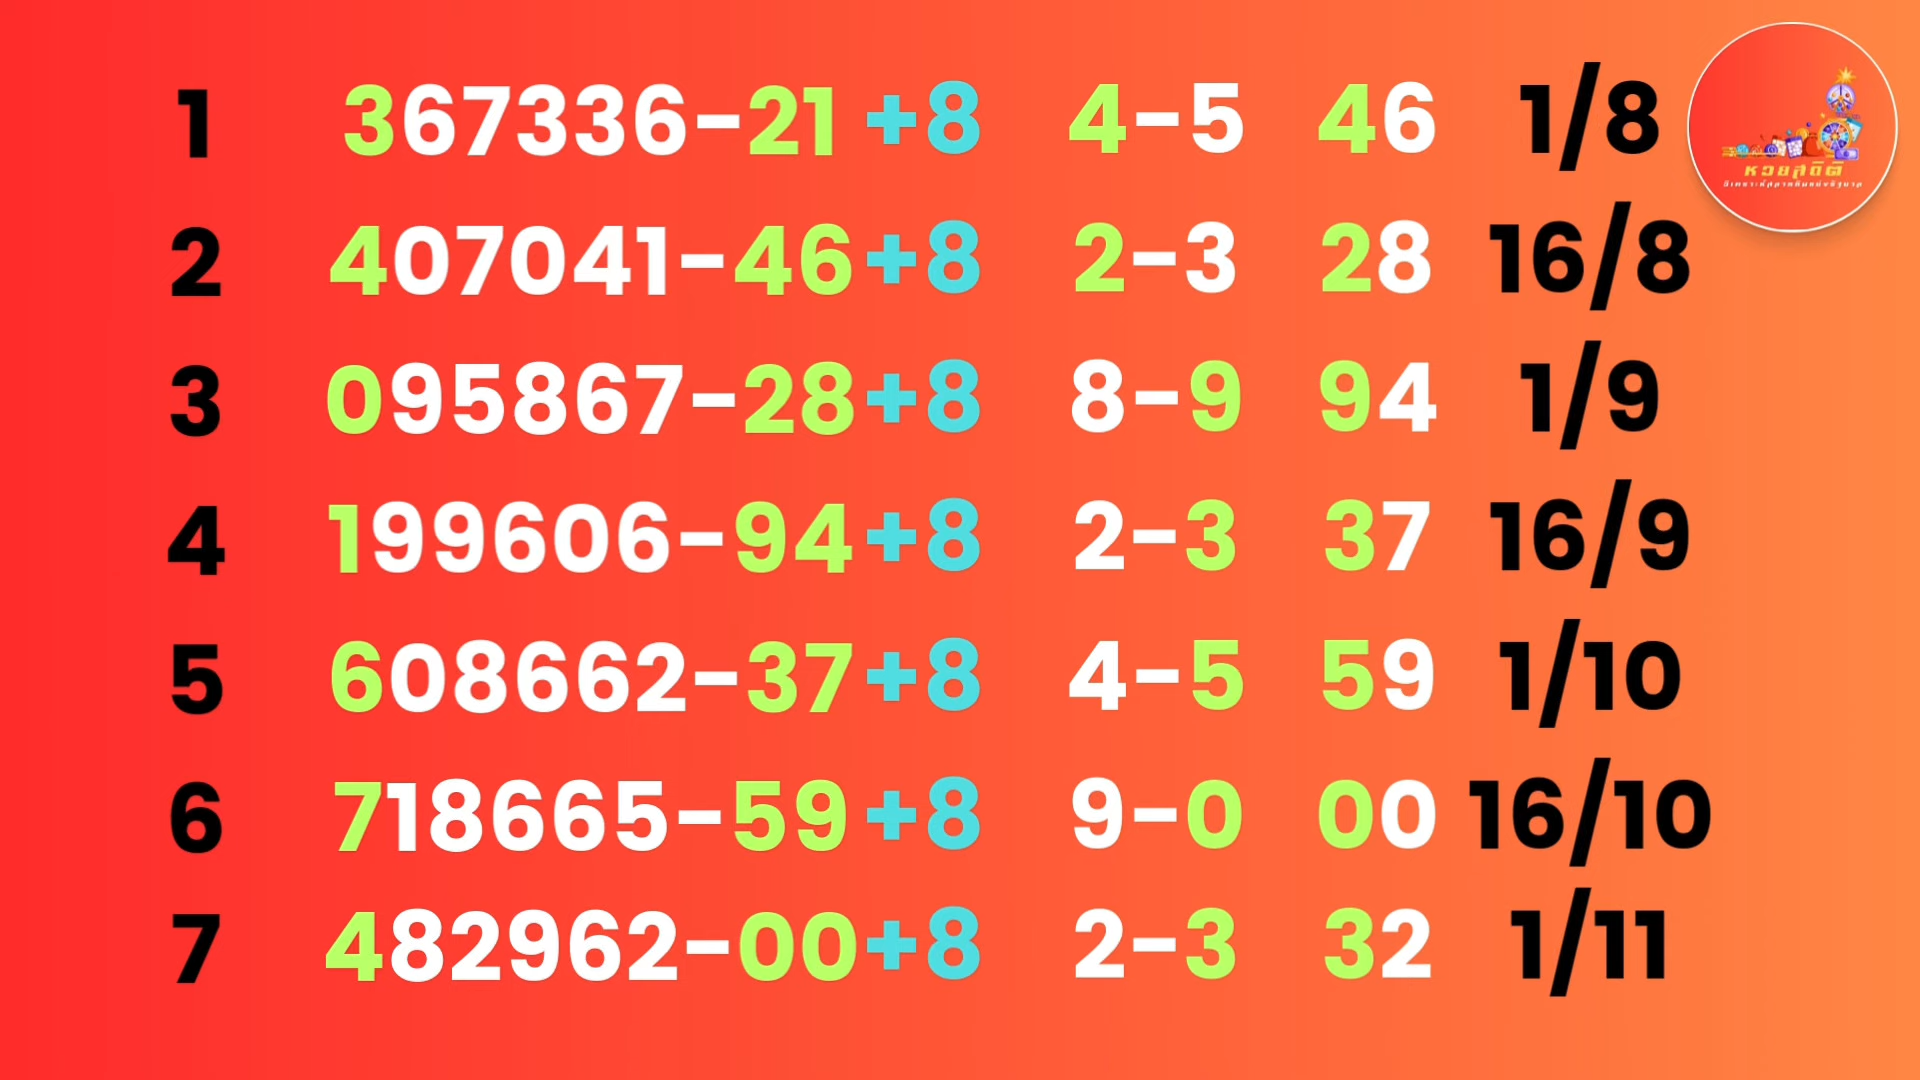 1 367336-21 +8 4-5 46 1/8
2 407041-46 +8 2-3 28 16/8
3 095867-28 +8 8-9 94 1/9
4 199606-94 +8 2-3 37 16/9
5 608662-37 +8 4-5 59 1/10
6 718665-59 +8 9-0 00 16/10
7 482962-00 +8 2-3 32 1/11
หวยสถิติ